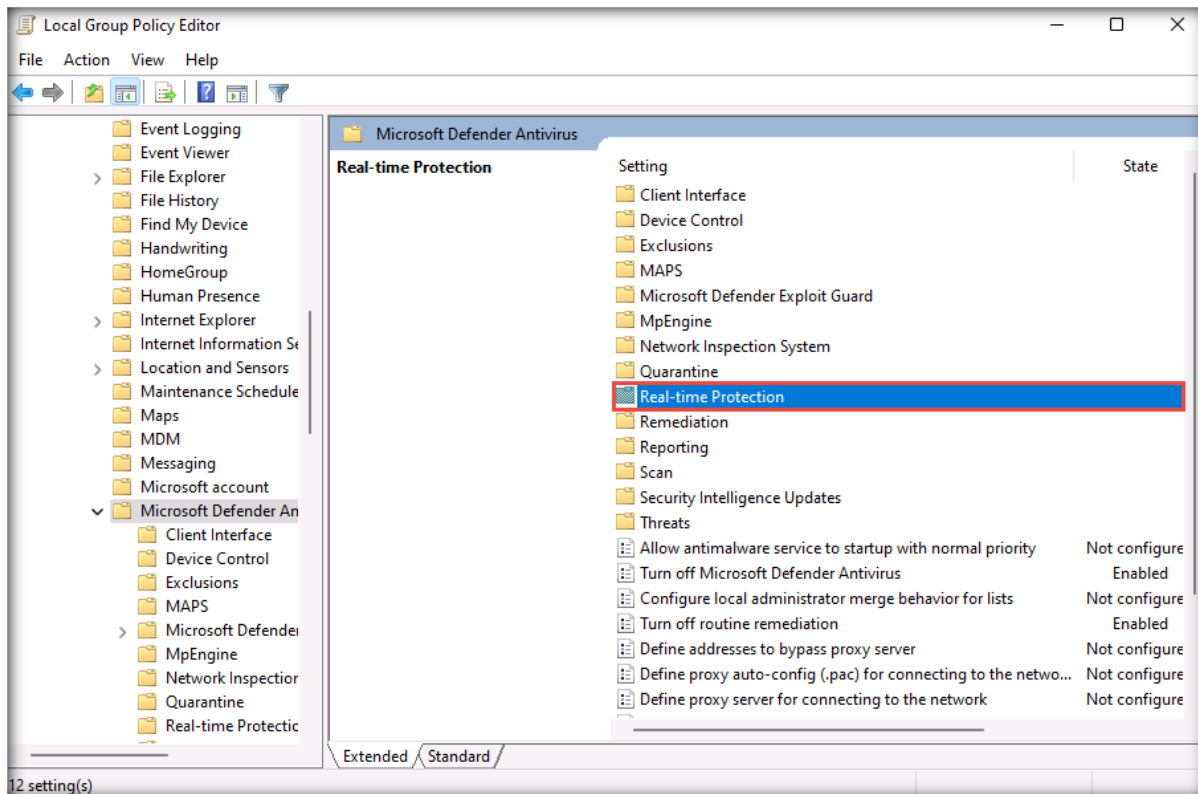 Local Group Policy Editor
File Action View Help
Event Logging
Event Viewer
File Explorer
File History
Find My Device
Handwriting
HomeGroup
Human Presence
Internet Explorer
Internet Information Se
Location and Sensors
Maintenance Schedule
Maps
MDM
Messaging
Microsoft account
Microsoft Defender An
Client Interface
Device Control
Exclusions
MAPS
Microsoft Defender
MpEngine
Network Inspection
Quarantine
Real-time Protectic
Microsoft Defender Antivirus
Real-time Protection
Setting State
Client Interface
Device Control
Exclusions
MAPS
Microsoft Defender Exploit Guard
MpEngine
Network Inspection System
Quarantine
Real-time Protection
Remediation
Reporting
Scan
Security Intelligence Updates
Threats
Allow antimalware service to startup with normal priority Not configure
Turn off Microsoft Defender Antivirus Enabled
Configure local administrator merge behavior for lists Not configure
Turn off routine remediation Enabled
Define addresses to bypass proxy server Not configure
Define proxy auto-config (.pac) for connecting to the netwo... Not configure
Define proxy server for connecting to the network Not configure
Extended Standard
12 setting(s)